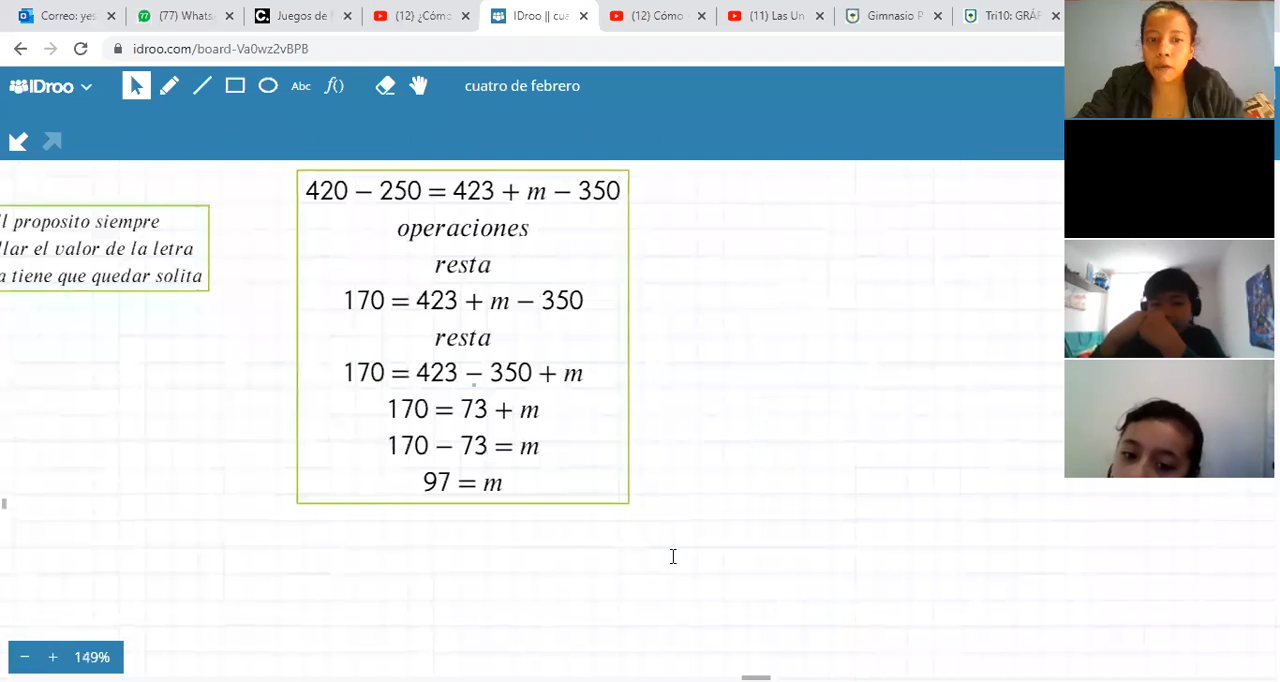 Correo: yes
(77) Whats
Juegos de
(12) ¿Cómo
IDroo || cua
(12) Cómo
(11) Las Un
Gimnasio P
Tri10: GRÁF
idroo.com/board-Va0wz2vBPB
IDroo
Abc
f()
cuatro de febrero
l proposito siempre
llar el valor de la letra
a tiene que quedar solita
420 − 250 = 423 + m − 350
operaciones
resta
170 = 423 + m − 350
resta
170 = 423 − 350 + m
170 = 73 + m
170 − 73 = m
97 = m
− + 149%